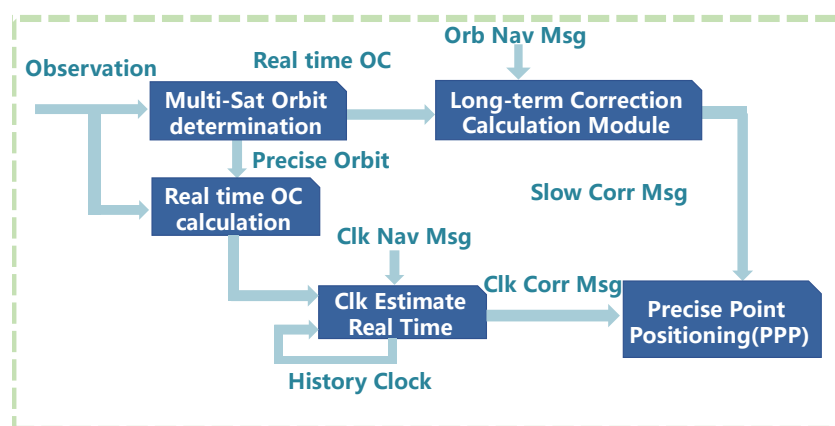 Orb Nav Msg
Real time OC
Observation
Multi-Sat Orbit
determination
Long-term Correction
Calculation Module
Precise Orbit
Real time OC
calculation
Slow Corr Msg
Clk Nav Msg
Clk Corr Msg
Clk Estimate
Real Time
Precise Point
Positioning(PPP)
History Clock